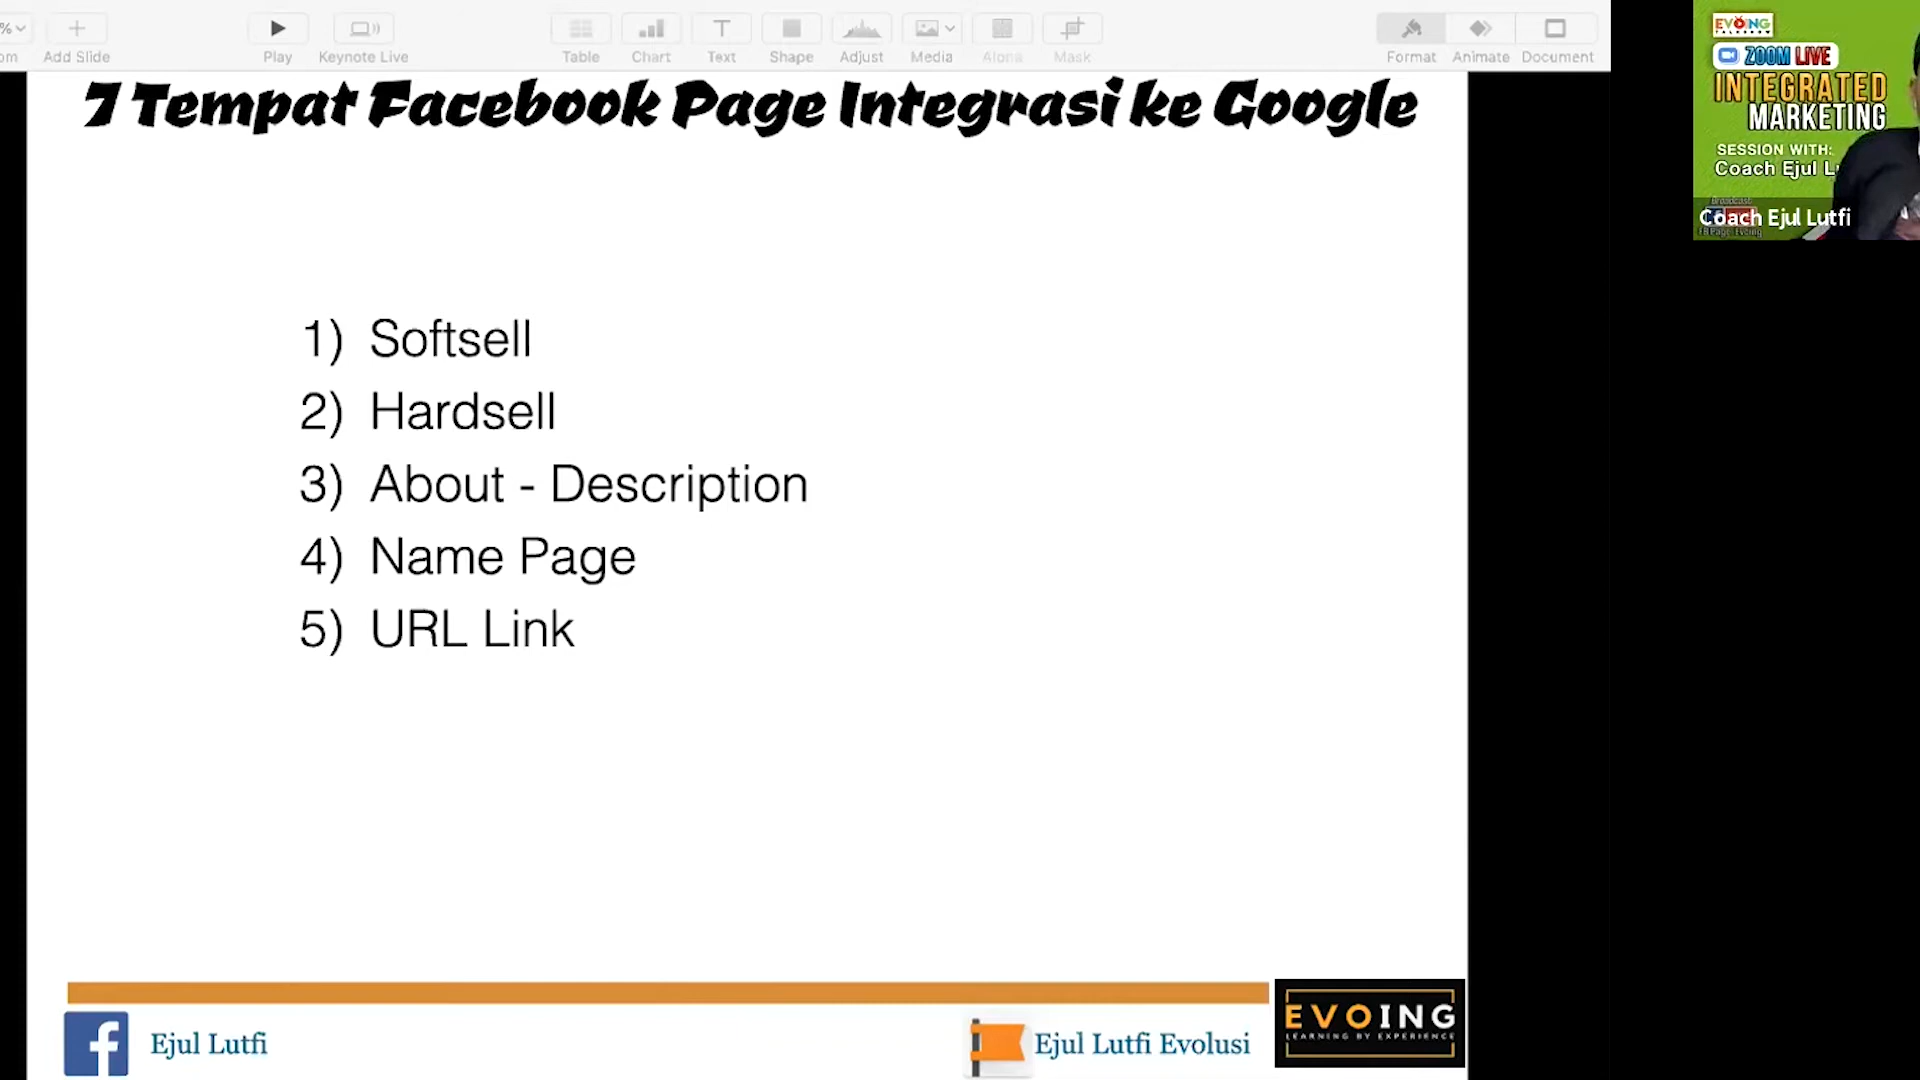 Add Slide
Play
Keynote Live
Table
Chart
Text
Shape
Adjust
Media
Mask
Format
Animate
Document
7 Tempat Facebook Page Integrasi ke Google
1) Softsell
2) Hardsell
3) About - Description
4) Name Page
5) URL Link
Ejul Lutfi
Ejul Lutfi Evolusi
EVOING
LEARNING BY EXPERIENCE
EVOING
ZOOM LIVE
INTEGRATED
MARKETING
SESSION WITH:
Coach Ejul
Coach Ejul Lutfi